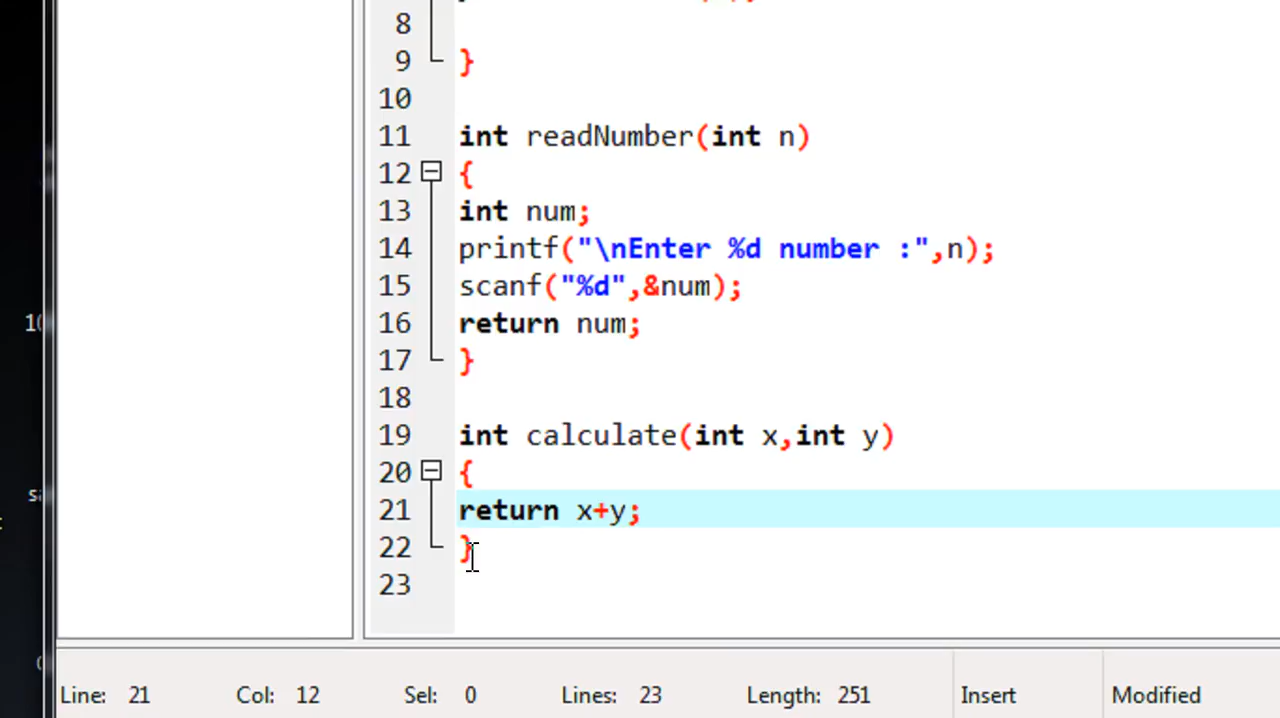 8
9 }
10
11 int readNumber(int n)
12 {
13 int num;
14 printf("\nEnter %d number :",n);
15 scanf("%d",&num);
16 return num;
17 }
18
19 int calculate(int x,int y)
20 {
21 return x+y;
22 }
23
Line: 21 Col: 12 Sel: 0 Lines: 23 Length: 251 Insert Modified